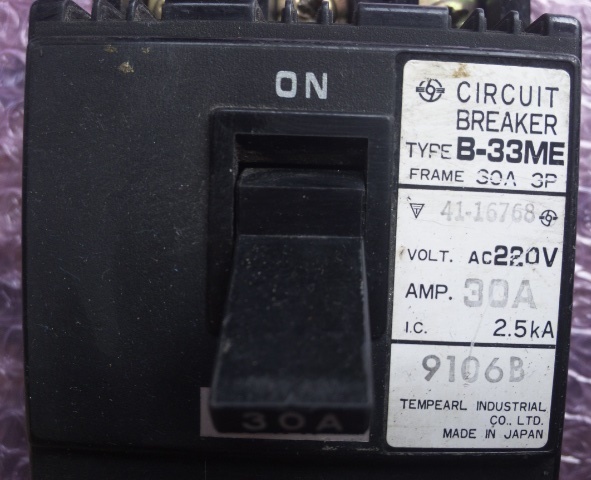 ON
CIRCUIT
BREAKER
TYPE B-33ME
FRAME 30A 3P
41-16768
VOLT. AC220V
AMP. 30A
I.C. 2.5kA
9106B
TEMPEARL INDUSTRIAL
CO., LTD.
MADE IN JAPAN
30A